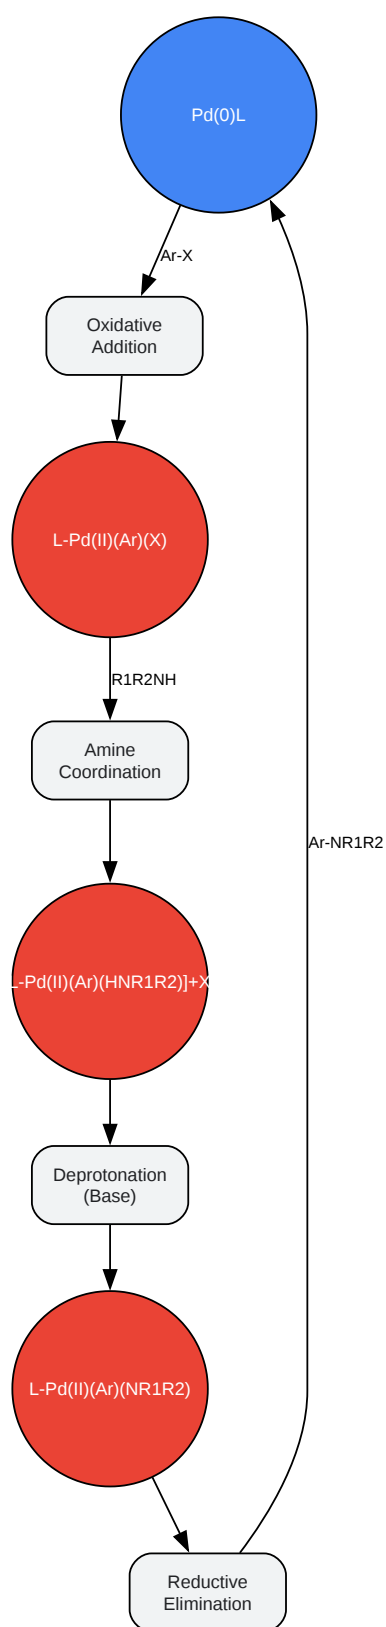 Pd(0)L
Ar-X
Oxidative
Addition
L-Pd(II)(Ar)(X)
R1R2NH
Amine
Coordination
Ar-NR1R2
L-Pd(II)(Ar)(HNR1R2)]+X
Deprotonation
(Base)
L-Pd(II)(Ar)(NR1R2)
Reductive
Elimination